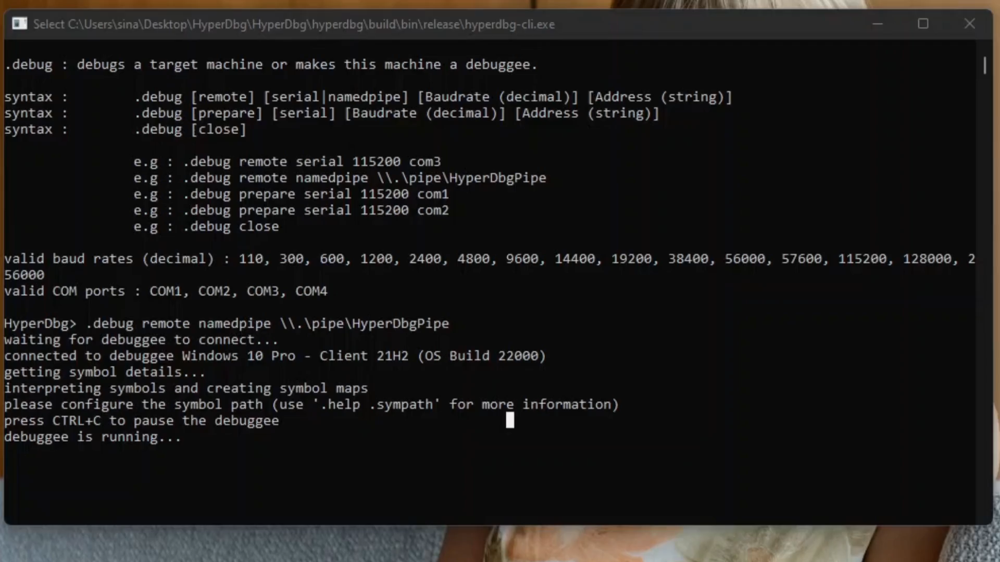 Select C:\Users\sina\Desktop\HyperDbg\HyperDbg\hyperdbg\build\bin\release\hyperdbg-cli.exe
.debug : debugs a target machine or makes this machine a debuggee.
syntax : .debug [remote] [serial|namedpipe] [Baudrate (decimal)] [Address (string)]
syntax : .debug [prepare] [serial] [Baudrate (decimal)] [Address (string)]
syntax : .debug [close]
e.g : .debug remote serial 115200 com3
e.g : .debug remote namedpipe \\.\pipe\HyperDbgPipe
e.g : .debug prepare serial 115200 com1
e.g : .debug prepare serial 115200 com2
e.g : .debug close
valid baud rates (decimal) : 110, 300, 600, 1200, 2400, 4800, 9600, 14400, 19200, 38400, 56000, 57600, 115200, 128000, 2
56000
valid COM ports : COM1, COM2, COM3, COM4
HyperDbg> .debug remote namedpipe \\.\pipe\HyperDbgPipe
waiting for debuggee to connect...
connected to debuggee Windows 10 Pro - Client 21H2 (OS Build 22000)
getting symbol details...
interpreting symbols and creating symbol maps
please configure the symbol path (use '.help .sympath' for more information)
press CTRL+C to pause the debuggee
debuggee is running...